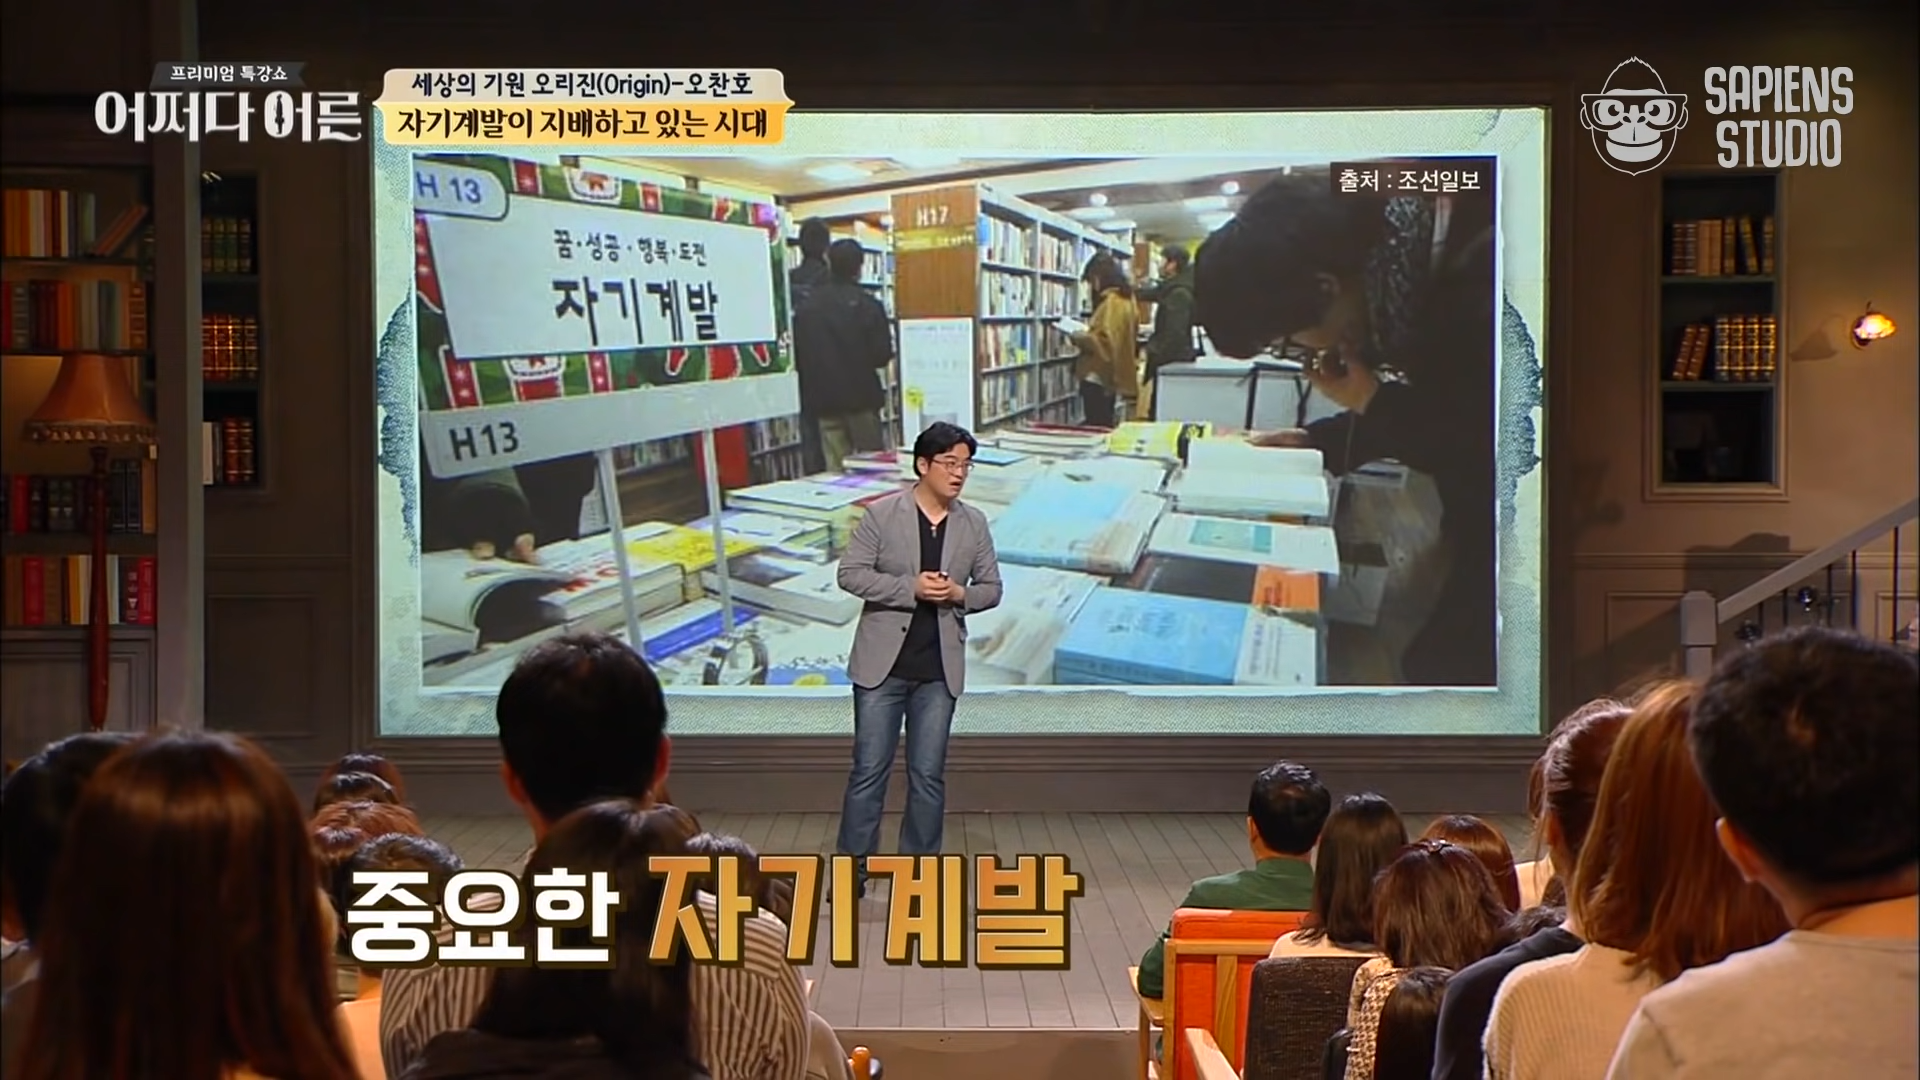 프리미엄 특강쇼
어쩌다 어른
세상의 기원 오리진(Origin)-오찬호
자기계발이 지배하고 있는 시대
SAPIENS
STUDIO
출처 : 조선일보
H 13
꿈·성공·행복·도전
자기계발
H13
H17
중요한 자기계발